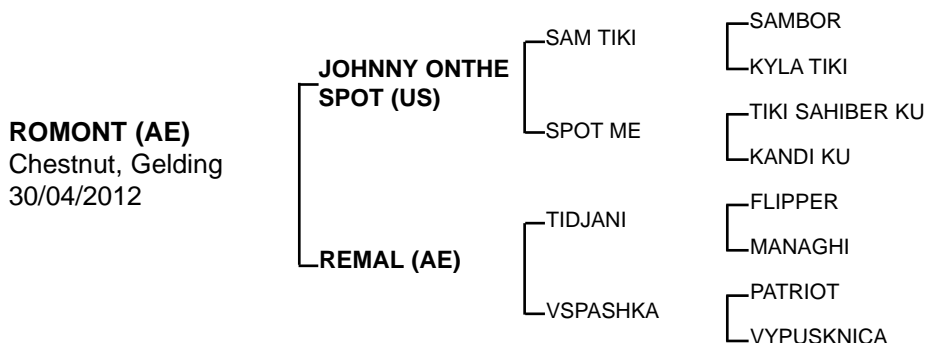 ROMONT (AE)
Chestnut, Gelding
30/04/2012
JOHNNY ONTHE
SPOT (US)
REMAL (AE)
SAM TIKI
SPOT ME
TIDJANI
VSPASHKA
SAMBOR
KYLA TIKI
TIKI SAHIBER KU
KANDI KU
FLIPPER
MANAGHI
PATRIOT
VYPUSKNICA